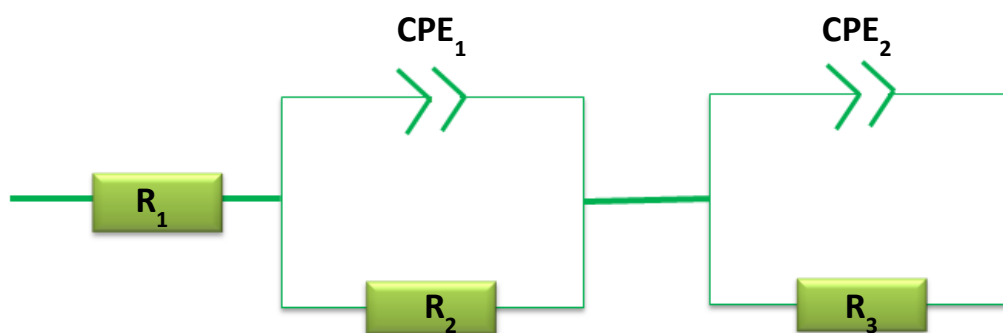 CPE₁
CPE₂
R₁
R₂
R₃